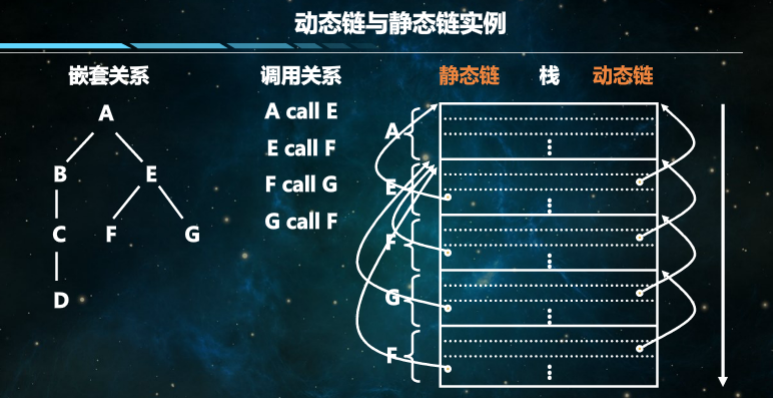 动态链与静态链实例
嵌套关系 调用关系 静态链 栈 动态链
A
B E
C F G
D
A call E
E call F
F call G
G call F
A
E
F
G
F